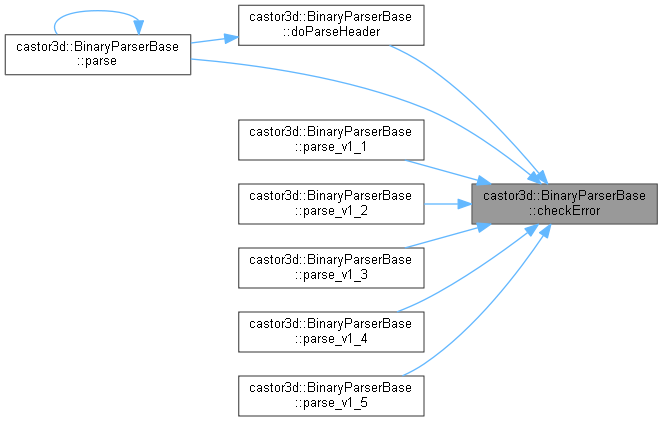 castor3d::BinaryParserBase
::doParseHeader
castor3d::BinaryParserBase
::parse
castor3d::BinaryParserBase
::parse_v1_1
castor3d::BinaryParserBase
::parse_v1_2
castor3d::BinaryParserBase
::checkError
castor3d::BinaryParserBase
::parse_v1_3
castor3d::BinaryParserBase
::parse_v1_4
castor3d::BinaryParserBase
::parse_v1_5